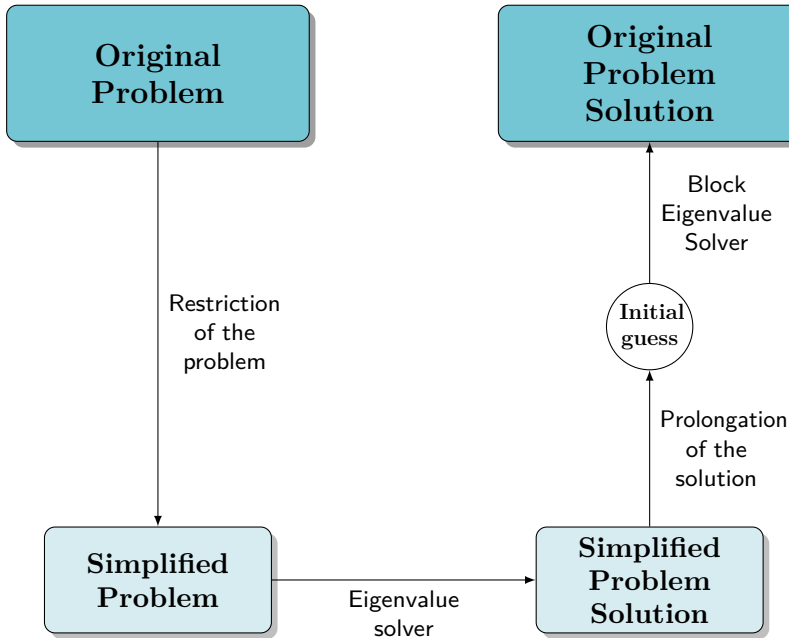 Original
Problem
Original
Problem
Solution
Block
Eigenvalue
Solver
Restriction
of the
problem
Initial
guess
Prolongation
of the
solution
Simplified
Problem
Eigenvalue
solver
Simplified
Problem
Solution